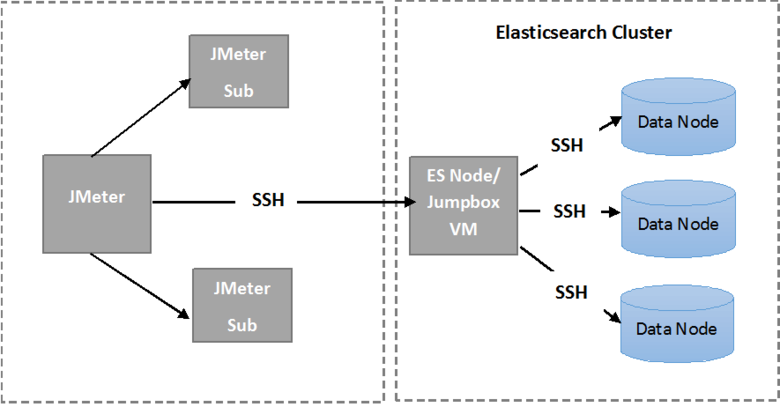 Elasticsearch Cluster
JMeter
Sub
JMeter
SSH
JMeter
Sub
ES Node/
Jumpbox
VM
SSH
Data Node
SSH
Data Node
SSH
Data Node